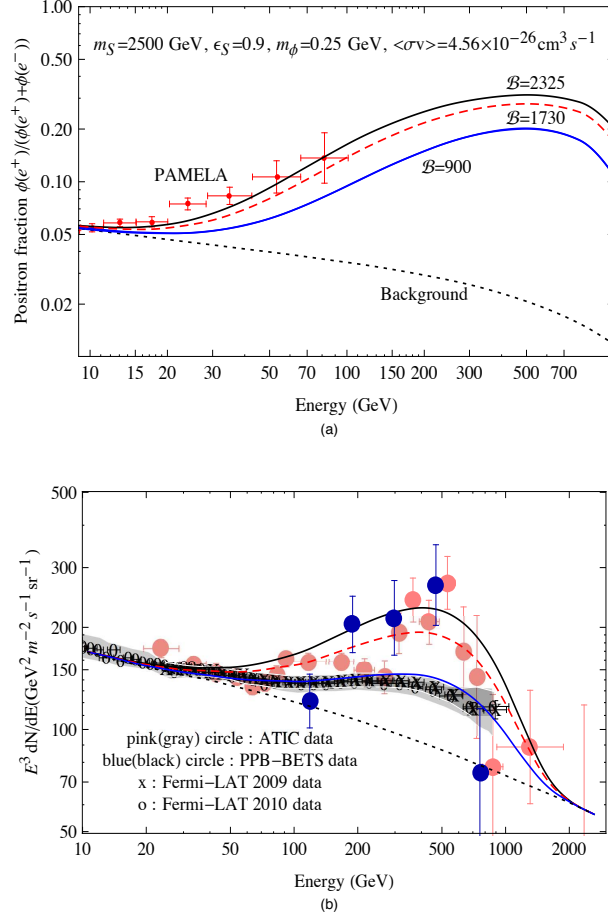 1.00
m_S=2500 GeV, ϵ_S=0.9, m_ϕ=0.25 GeV, <σv>=4.56×10^−26 cm^3 s^−1
0.50
ℬ=2325
0.20
ℬ=1730
PAMELA
ℬ=900
0.10
0.05
Background
0.02
Positron fraction ϕ(e^+)/(ϕ(e^+)+ϕ(e^−))
10 15 20 30 50 70 100 150 200 300 500 700
Energy (GeV)
(a)
500
300
200
150
100
70
50
E^3 dN/dE(GeV^2 m^−2 s^−1 sr^−1)
pink(gray) circle : ATIC data
blue(black) circle : PPB−BETS data
x : Fermi−LAT 2009 data
o : Fermi−LAT 2010 data
10 20 50 100 200 500 1000 2000
Energy (GeV)
(b)